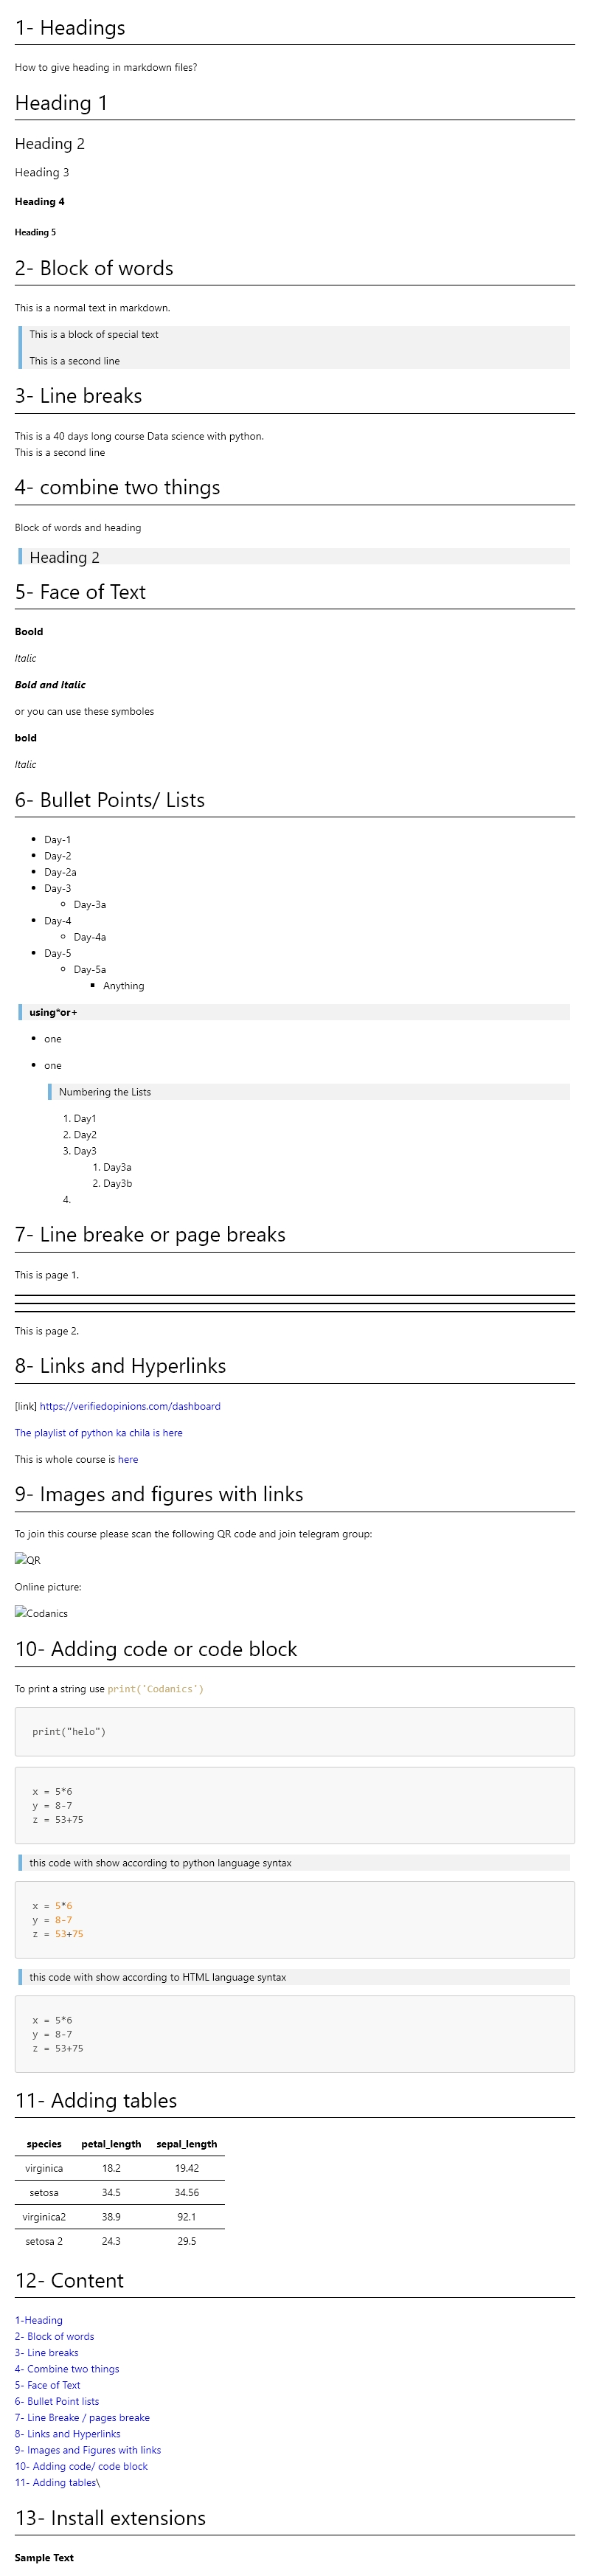 1- Headings
How to give heading in markdown files?
Heading 1
Heading 2
Heading 3
Heading 4
Heading 5
2- Block of words
This is a normal text in markdown.
This is a block of special text
This is a second line
3- Line breaks
This is a 40 days long course Data science with python.
This is a second line
4- combine two things
Block of words and heading
Heading 2
5- Face of Text
Boold
Italic
Bold and Italic
or you can use these symboles
bold
Italic
6- Bullet Points/ Lists
Day-1
Day-2
Day-2a
Day-3
Day-3a
Day-4
Day-4a
Day-5
Day-5a
Anything
using*or+
one
one
Numbering the Lists
1. Day1
2. Day2
3. Day3
1. Day3a
2. Day3b
4.
7- Line breake or page breaks
This is page 1.
This is page 2.
8- Links and Hyperlinks
[link] https://verifiedopinions.com/dashboard
The playlist of python ka chila is here
This is whole course is here
9- Images and figures with links
To join this course please scan the following QR code and join telegram group:
QR
Online picture:
Codanics
10- Adding code or code block
To print a string use print('Codanics')
print("helo")
x = 5*6
y = 8-7
z = 53+75
this code with show according to python language syntax
x = 5*6
y = 8-7
z = 53+75
this code with show according to HTML language syntax
x = 5*6
y = 8-7
z = 53+75
11- Adding tables
species petal_length sepal_length
virginica 18.2 19.42
setosa 34.5 34.56
virginica2 38.9 92.1
setosa 2 24.3 29.5
12- Content
1-Heading
2- Block of words
3- Line breaks
4- Combine two things
5- Face of Text
6- Bullet Point lists
7- Line Breake / pages breake
8- Links and Hyperlinks
9- Images and Figures with links
10- Adding code/ code block
11- Adding tables\
13- Install extensions
Sample Text